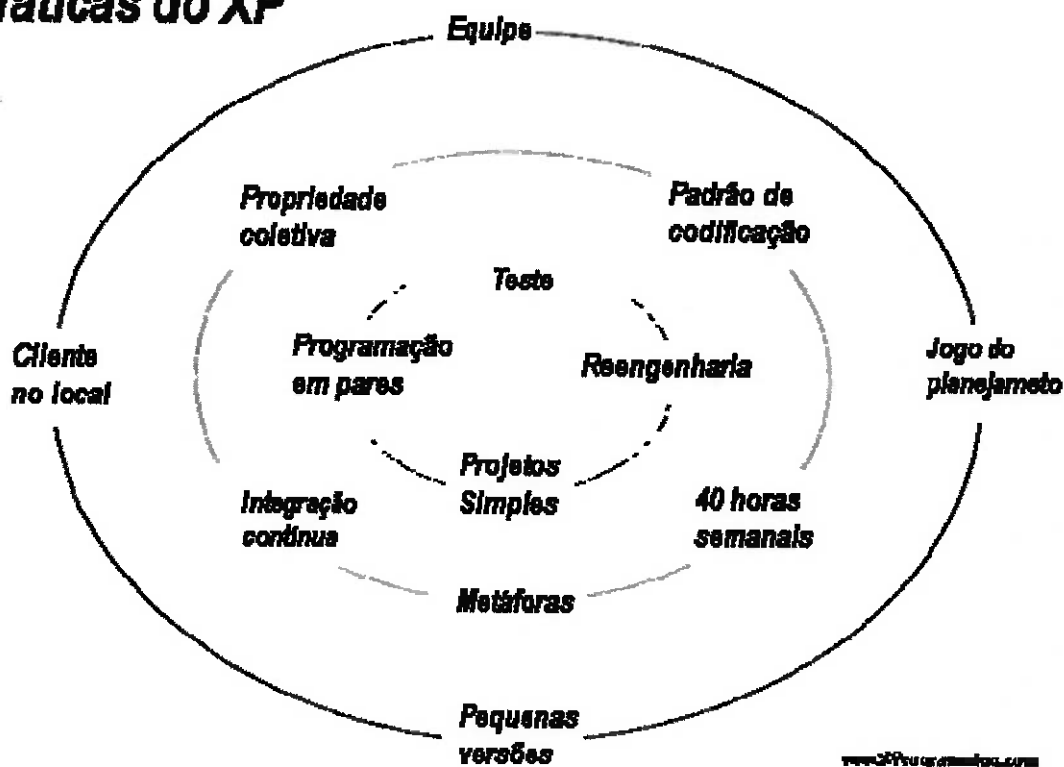 ráticas do XP
Equipe
Propriedade
coletiva
Padrão de
codificação
Teste
Cliente
no local
Programação
em pares
Reengenharia
Jogo do
planejameto
Projetos
Simples
Integração
contínua
40 horas
semanais
Metáforas
Pequenas
versões